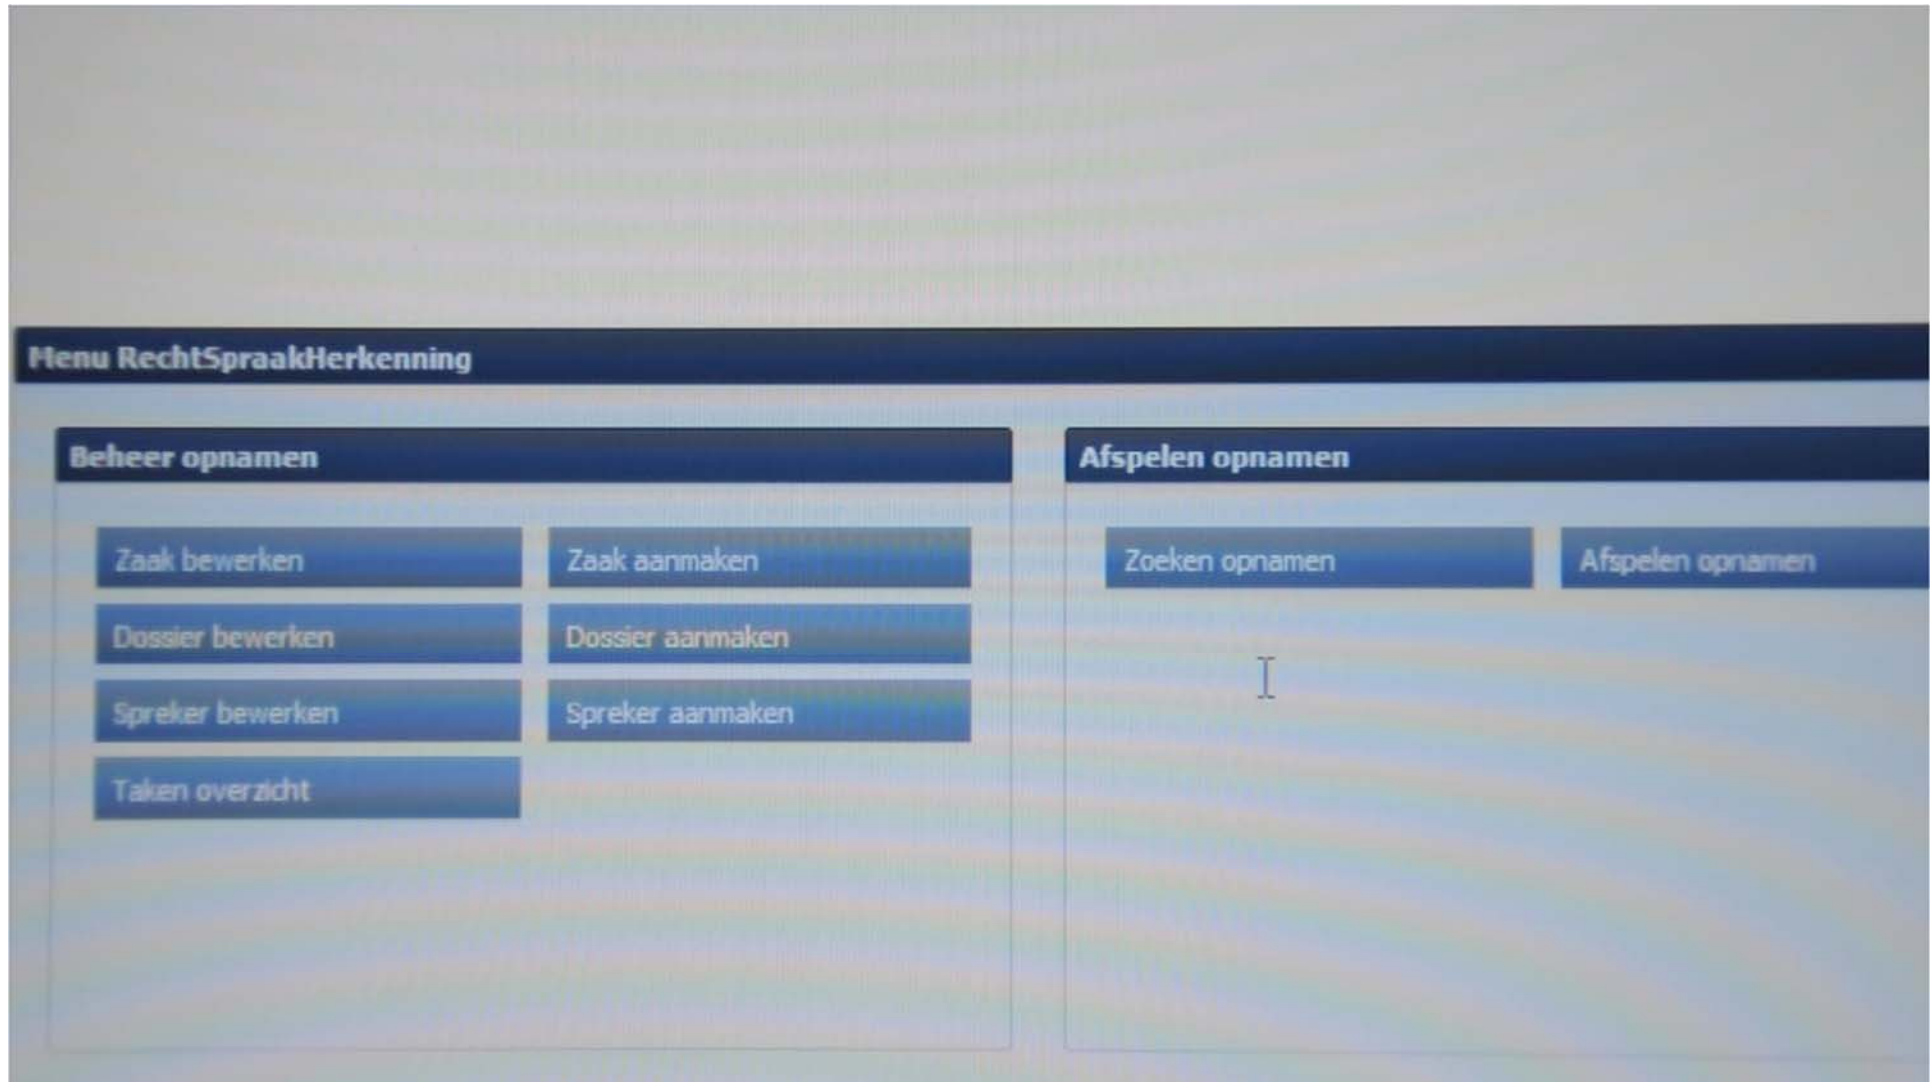 Menu RechtSpraakHerkenning
Beheer opnamen
Zaak bewerken
Zaak aanmaken
Dossier bewerken
Dossier aanmaken
Spreker bewerken
Spreker aanmaken
Taken overzicht
Afspelen opnamen
Zoeken opnamen
Afspelen opnamen